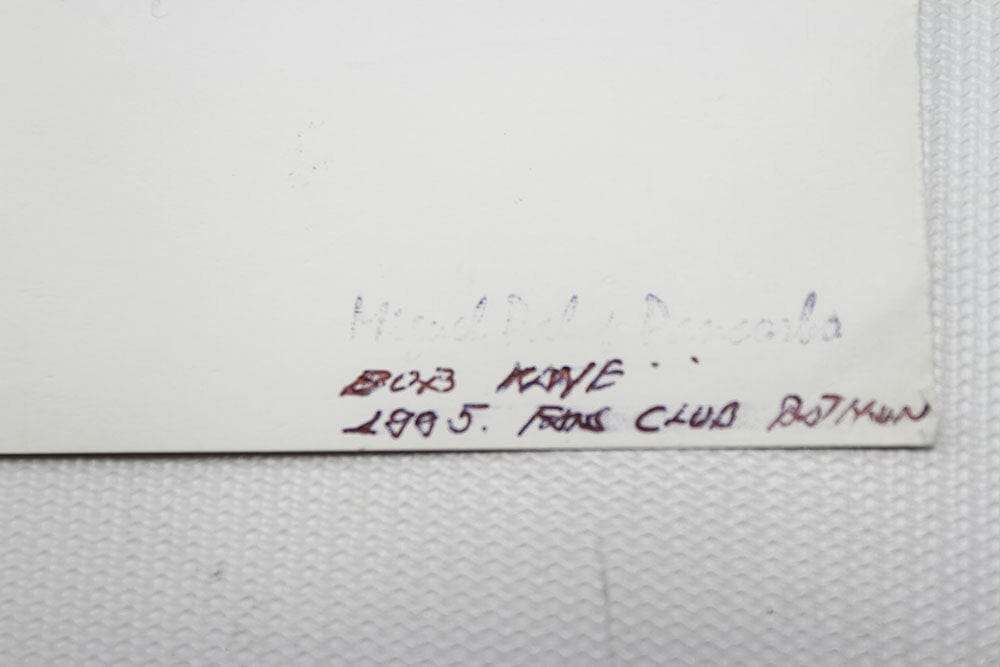 Miguel
BOB KANE
1995. FANS CLUB BATMAN